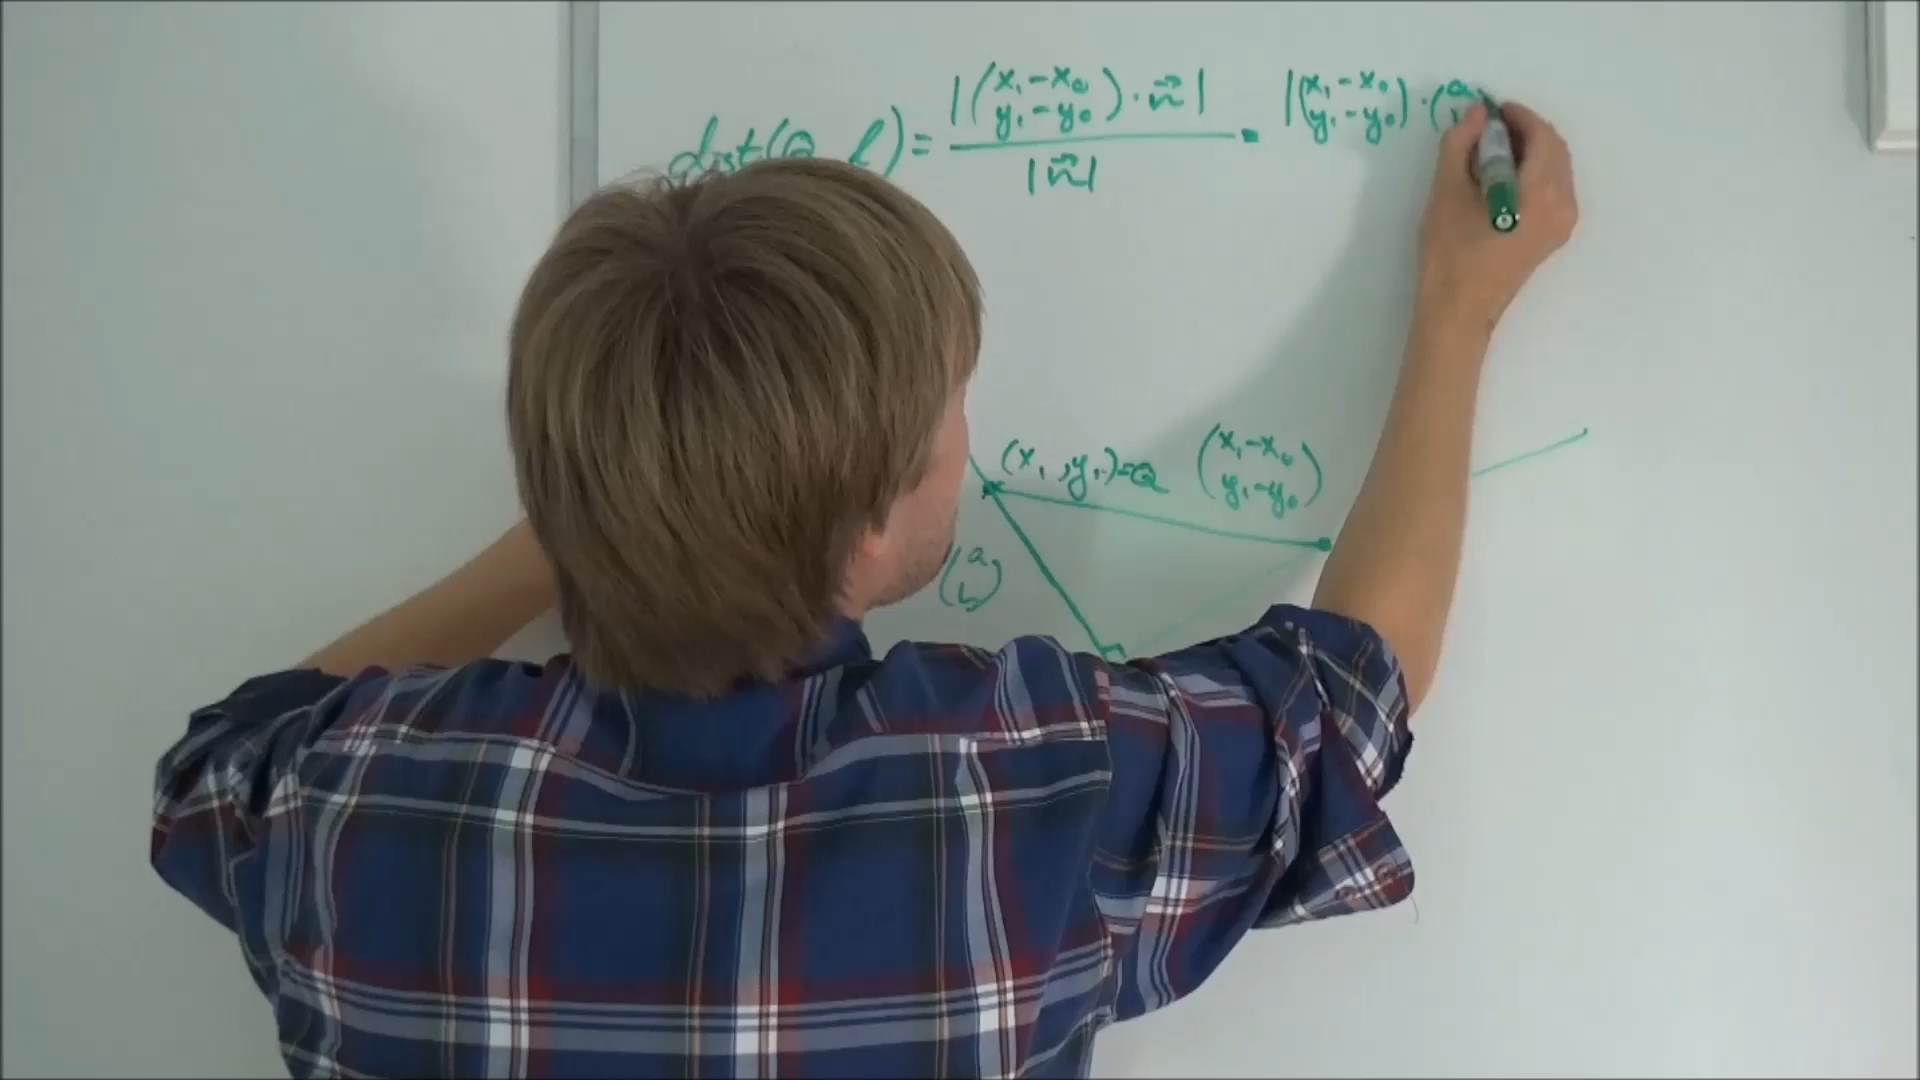 dist(Q, l) = |(x₁-x₀ y₁-y₀)·n⃗| / |n⃗| = |(x₁-x₀ y₁-y₀)·(a
(x₁, y₁)=Q (x₁-x₀ y₁-y₀)
(a b)